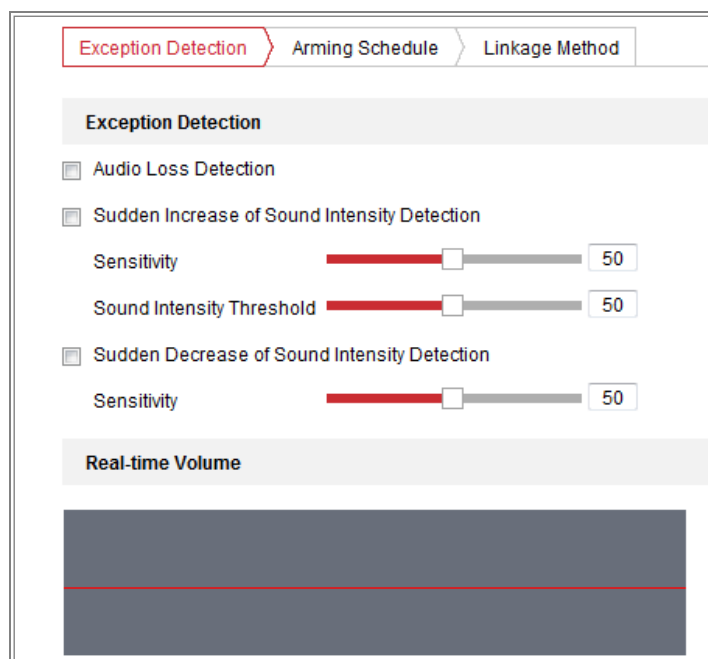 Exception Detection Arming Schedule Linkage Method
Exception Detection
Audio Loss Detection
Sudden Increase of Sound Intensity Detection
Sensitivity 50
Sound Intensity Threshold 50
Sudden Decrease of Sound Intensity Detection
Sensitivity 50
Real-time Volume